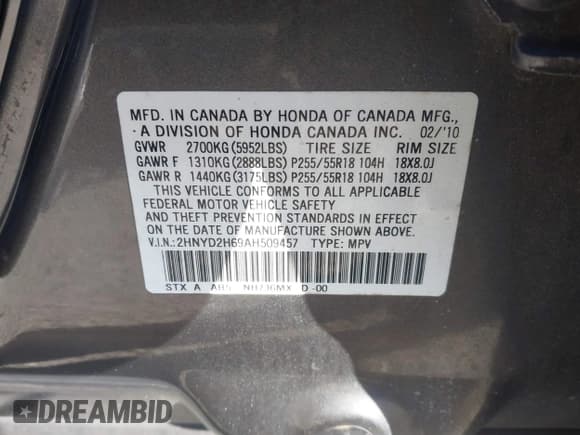 MFD. IN CANADA BY HONDA OF CANADA MFG.,
A DIVISION OF HONDA CANADA INC. 02/'10
GVWR 2700KG(5952LBS) TIRE SIZE RIM SIZE
GAWR F 1310KG(2888LBS) P255/55R18 104H 18X8.0J
GAWR R 1440KG(3175LBS) P255/55R18 104H 18X8.0J
THIS VEHICLE CONFORMS TO ALL APPLICABLE
FEDERAL MOTOR VEHICLE SAFETY
AND THEFT PREVENTION STANDARDS IN EFFECT
ON THE DATE OF MANUFACTURE SHOWN ABOVE.
V.I.N.:2HNYD2H69AH509457 TYPE: MPV
STX A -00
DREAMBID